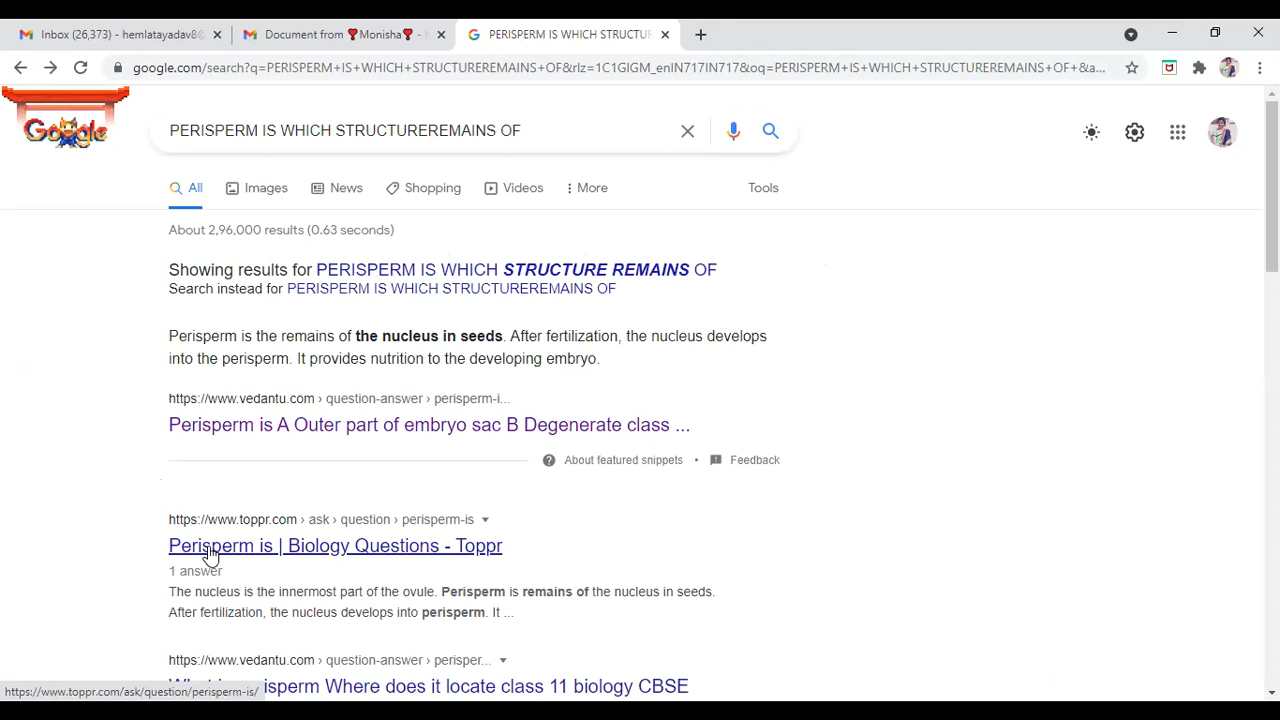 Inbox (26,373) - hemlatayadav8@
Document from ❣Monisha❣ - H
PERISPERM IS WHICH STRUCTUR
google.com/search?q=PERISPERM+IS+WHICH+STRUCTUREREMAINS+OF&rlz=1C1GIGM_enIN717IN717&oq=PERISPERM+IS+WHICH+STRUCTUREREMAINS+OF+&a...
Google
PERISPERM IS WHICH STRUCTUREREMAINS OF
All Images News Shopping Videos More Tools
About 2,96,000 results (0.63 seconds)
Showing results for PERISPERM IS WHICH STRUCTURE REMAINS OF
Search instead for PERISPERM IS WHICH STRUCTUREREMAINS OF
Perisperm is the remains of the nucleus in seeds. After fertilization, the nucleus develops
into the perisperm. It provides nutrition to the developing embryo.
https://www.vedantu.com › question-answer › perisperm-i...
Perisperm is A Outer part of embryo sac B Degenerate class ...
About featured snippets • Feedback
https://www.toppr.com › ask › question › perisperm-is
Perisperm is | Biology Questions - Toppr
1 answer
The nucleus is the innermost part of the ovule. Perisperm is remains of the nucleus in seeds.
After fertilization, the nucleus develops into perisperm. It ...
https://www.vedantu.com › question-answer › perisper...
isperm Where does it locate class 11 biology CBSE
https://www.toppr.com/ask/question/perisperm-is/